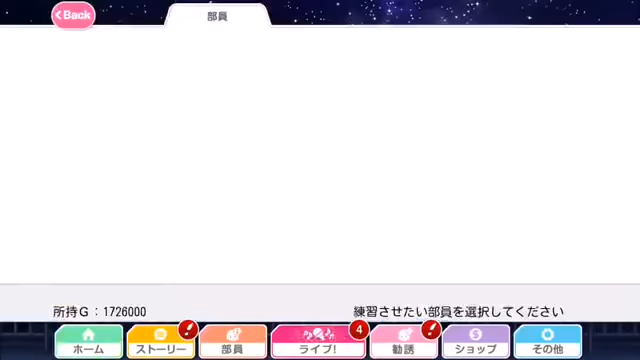 Back
部員
所持G：1726000
練習させたい部員を選択してください
4
ホーム
ストーリー
部員
ライブ!
勧誘
ショップ
その他